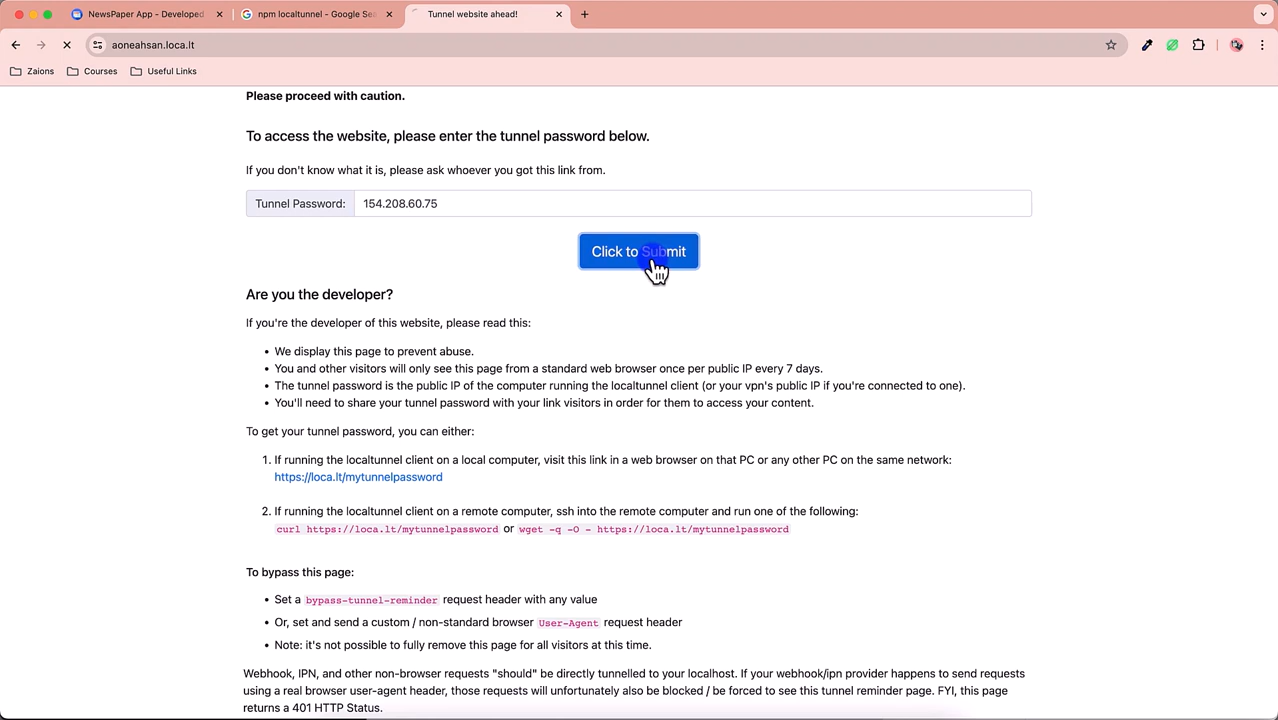 NewsPaper App - Developed
npm localtunnel - Google Se
Tunnel website ahead!
aoneahsan.loca.lt
Zaions
Courses
Useful Links
Please proceed with caution.
To access the website, please enter the tunnel password below.
If you don't know what it is, please ask whoever you got this link from.
Tunnel Password: 154.208.60.75
Click to Submit
Are you the developer?
If you're the developer of this website, please read this:
• We display this page to prevent abuse.
• You and other visitors will only see this page from a standard web browser once per public IP every 7 days.
• The tunnel password is the public IP of the computer running the localtunnel client (or your vpn's public IP if you're connected to one).
• You'll need to share your tunnel password with your link visitors in order for them to access your content.
To get your tunnel password, you can either:
1. If running the localtunnel client on a local computer, visit this link in a web browser on that PC or any other PC on the same network:
https://loca.lt/mytunnelpassword
2. If running the localtunnel client on a remote computer, ssh into the remote computer and run one of the following:
curl https://loca.lt/mytunnelpassword or wget -q -O - https://loca.lt/mytunnelpassword
To bypass this page:
• Set a bypass-tunnel-reminder request header with any value
• Or, set and send a custom / non-standard browser User-Agent request header
• Note: it's not possible to fully remove this page for all visitors at this time.
Webhook, IPN, and other non-browser requests "should" be directly tunnelled to your localhost. If your webhook/ipn provider happens to send requests
using a real browser user-agent header, those requests will unfortunately also be blocked / be forced to see this tunnel reminder page. FYI, this page
returns a 401 HTTP Status.